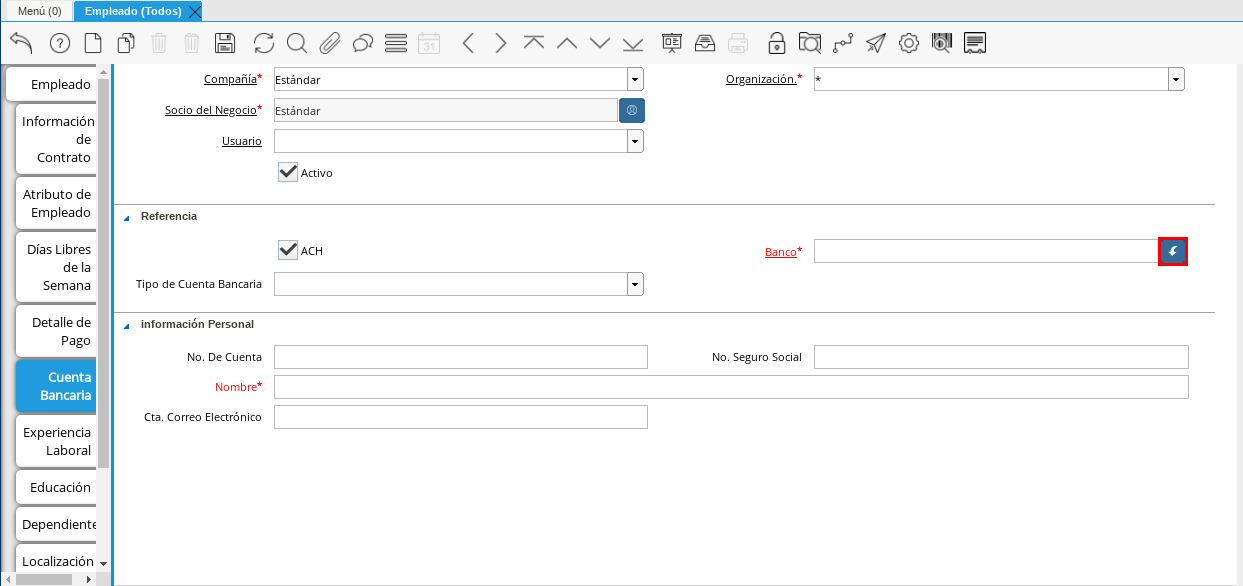 Menú (0)
Empleado (Todos)
31
Empleado
Información
de
Contrato
Atributo de
Empleado
Días Libres
de la
Semana
Detalle de
Pago
Cuenta
Bancaria
Experiencia
Laboral
Educación
Dependiente
Localización
Compañía* Estándar Organización.* *
Socio del Negocio* Estándar
Usuario
Activo
Referencia
ACH Banco*
Tipo de Cuenta Bancaria
información Personal
No. De Cuenta No. Seguro Social
Nombre*
Cta. Correo Electrónico